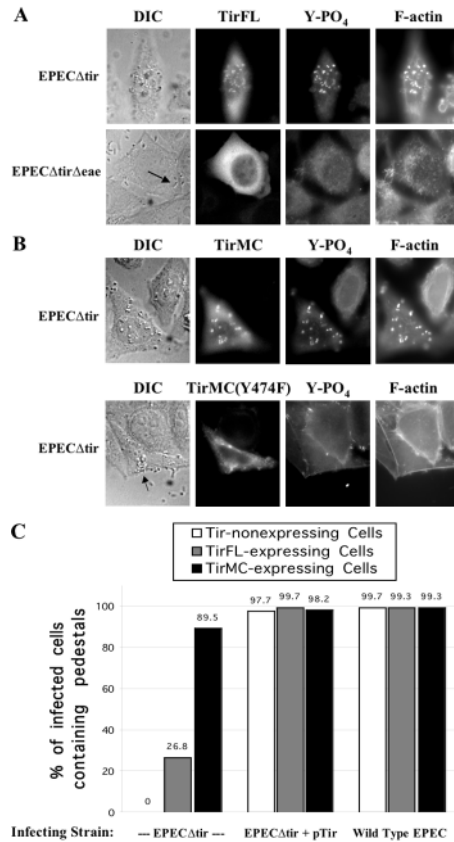 A
DIC TirFL Y-PO4 F-actin
EPECΔtir
EPECΔtirΔeae
B
DIC TirMC Y-PO4 F-actin
EPECΔtir
DIC TirMC(Y474F) Y-PO4 F-actin
EPECΔtir
C
Tir-nonexpressing Cells
TirFL-expressing Cells
TirMC-expressing Cells
% of infected cells
containing pedestals
100
80
60
40
20
0
0 26.8 89.5 97.7 99.7 98.2 99.7 99.3 99.3
Infecting Strain: --- EPECΔtir --- EPECΔtir + pTir Wild Type EPEC